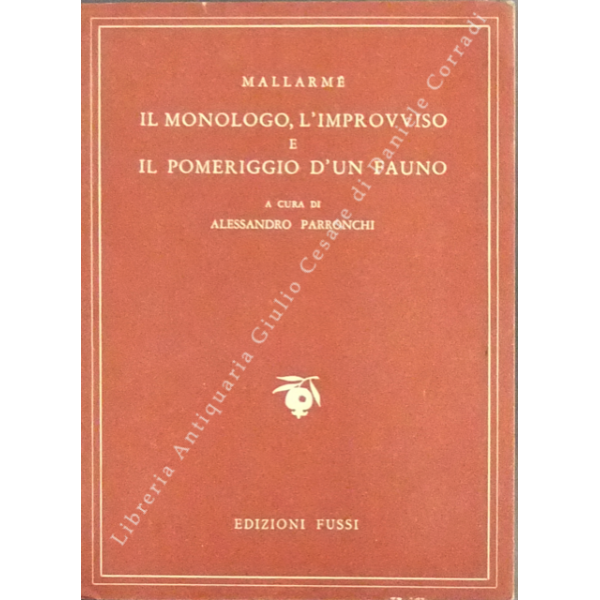 MALLARMÉ
IL MONOLOGO, L'IMPROVVISO
E
IL POMERIGGIO D'UN FAUNO
A CURA DI
ALESSANDRO PARRONCHI
EDIZIONI FUSSI
Libreria Antiquaria Giulio Cesare di Daniele Corradi